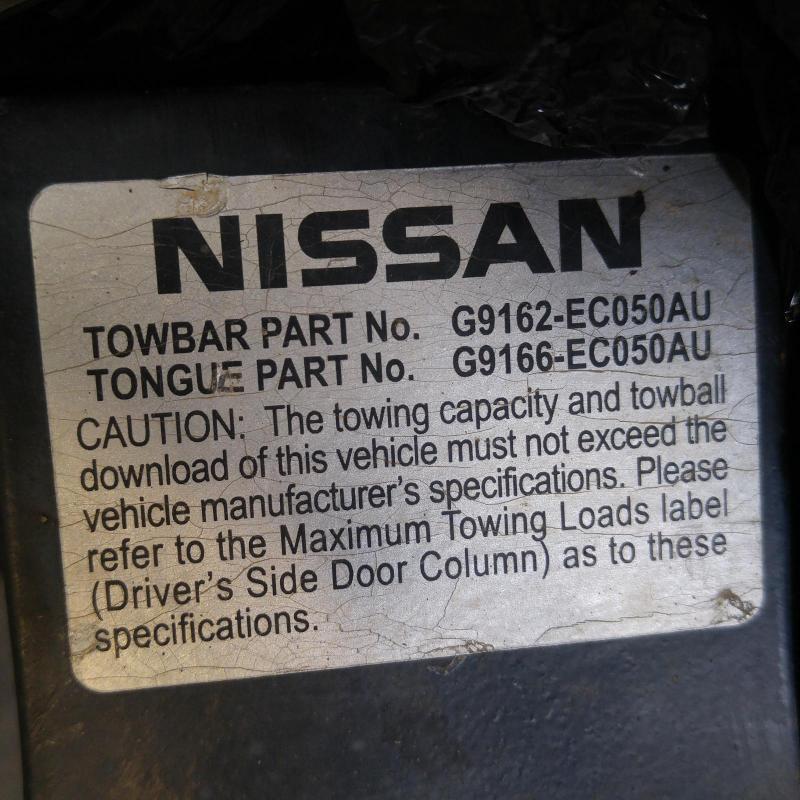 NISSAN
TOWBAR PART No. G9162-EC050AU
TONGUE PART No. G9166-EC050AU
CAUTION: The towing capacity and towball
download of this vehicle must not exceed the
vehicle manufacturer's specifications. Please
refer to the Maximum Towing Loads label
(Driver's Side Door Column) as to these
specifications.